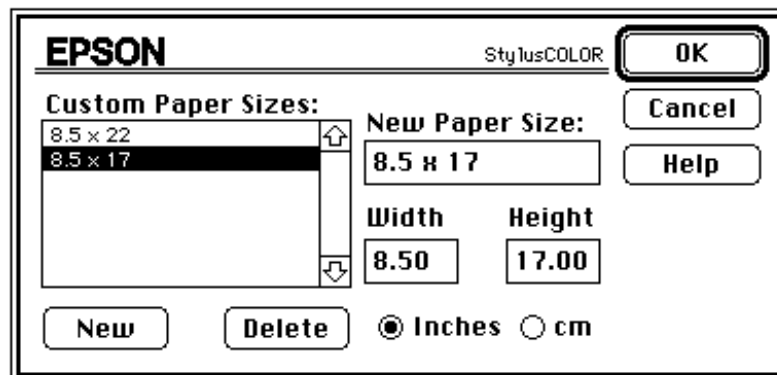 EPSON
StylusCOLOR
OK
Custom Paper Sizes:
8.5 x 22
8.5 x 17
New Paper Size:
8.5 x 17
Width
Height
8.50
17.00
Cancel
Help
New
Delete
Inches
cm